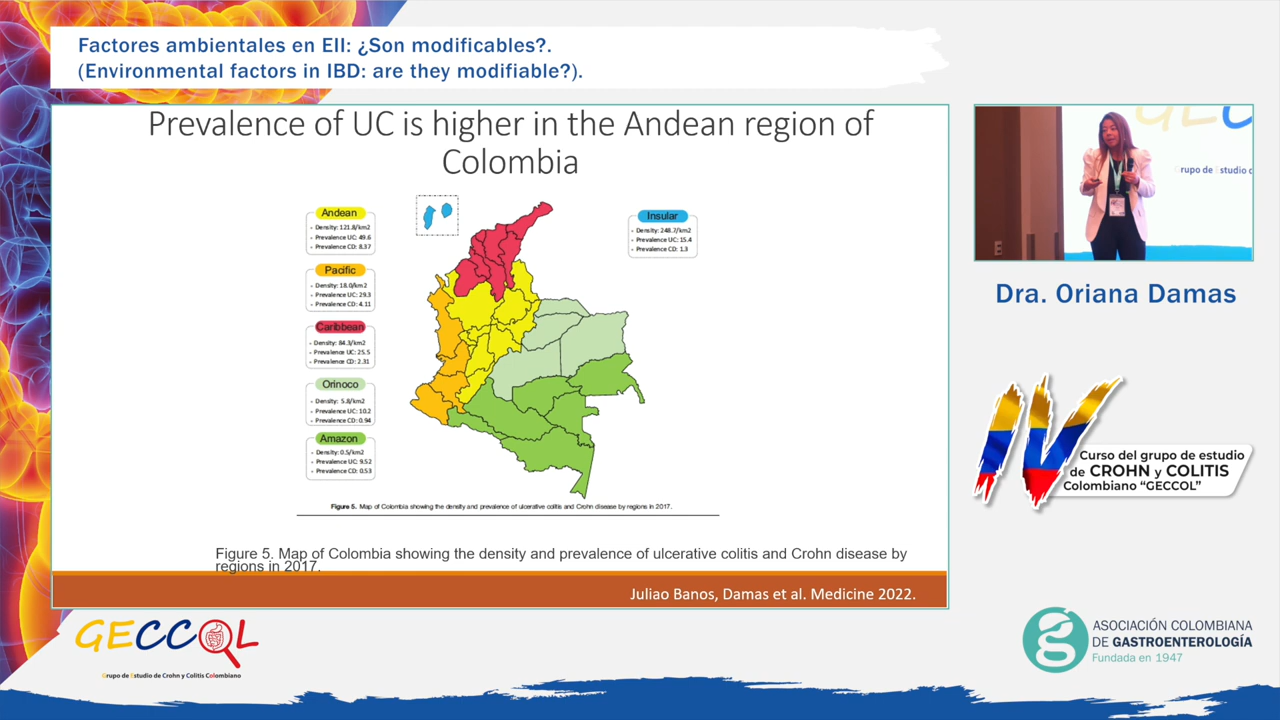 Factores ambientales en EII: ¿Son modificables?.
(Environmental factors in IBD: are they modifiable?).
Prevalence of UC is higher in the Andean region of
Colombia
Andean
- Density: 121.8/km2
- Prevalence UC: 49.6
- Prevalence CD: 8.37
Pacific
- Density: 18.0/km2
- Prevalence UC: 29.3
- Prevalence CD: 4.11
Caribbean
- Density: 84.3/km2
- Prevalence UC: 25.5
- Prevalence CD: 2.31
Orinoco
- Density: 5.8/km2
- Prevalence UC: 10.2
- Prevalence CD: 0.94
Amazon
- Density: 0.5/km2
- Prevalence UC: 9.52
- Prevalence CD: 0.53
Insular
- Density: 248.7/km2
- Prevalence UC: 15.4
- Prevalence CD: 1.3
Figure 5. Map of Colombia showing the density and prevalence of ulcerative colitis and Crohn disease by regions in 2017.
Figure 5. Map of Colombia showing the density and prevalence of ulcerative colitis and Crohn disease by
regions in 2017.
Juliao Banos, Damas et al. Medicine 2022.
rupo de Estudio
Dra. Oriana Damas
IV
Curso del grupo de estudio
de CROHN y COLITIS
Colombiano "GECCOL"
GECCOL
Grupo de Estudio de Crohn y Colitis Colombiano
ASOCIACIÓN COLOMBIANA
DE GASTROENTEROLOGÍA
Fundada en 1947